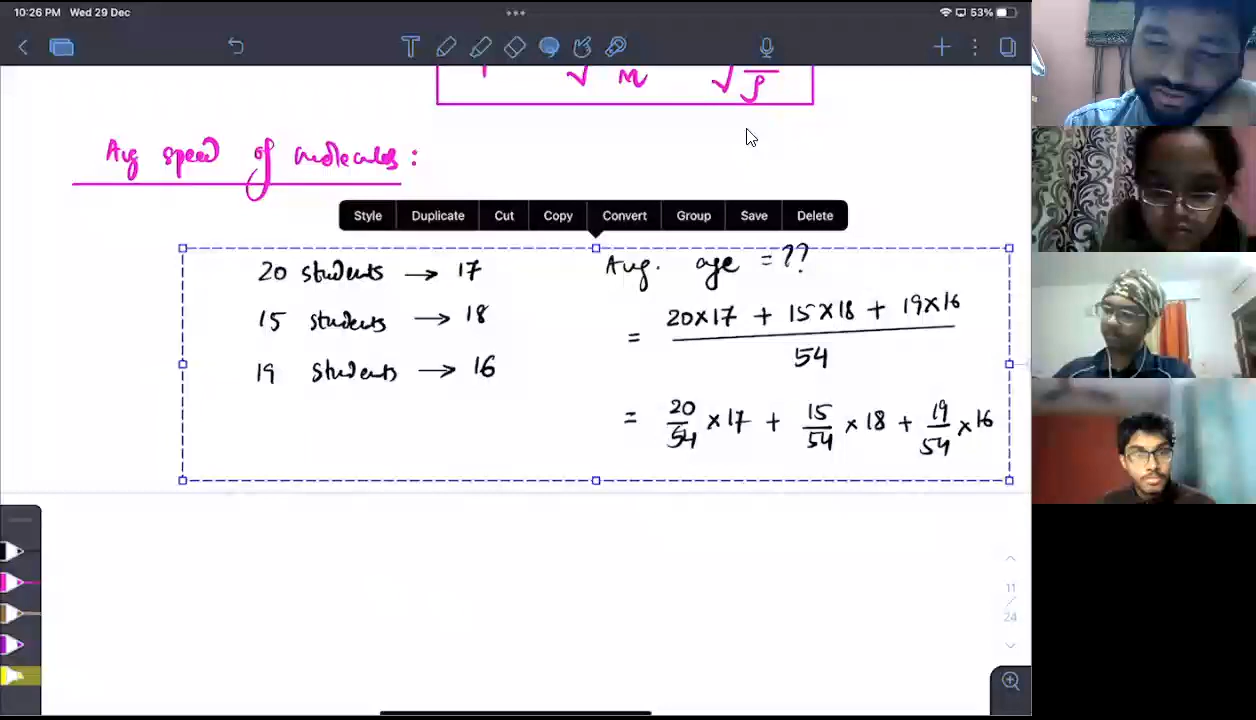 10:26 PM Wed 29 Dec
53%
T
√ M √ ρ
Avg speed of molecules :
Style Duplicate Cut Copy Convert Group Save Delete
20 students → 17
15 students → 18
19 students → 16
Avg. age = ??
= 20×17 + 15×18 + 19×16
54
= 20/54 ×17 + 15/54 × 18 + 19/54 × 16
11
24